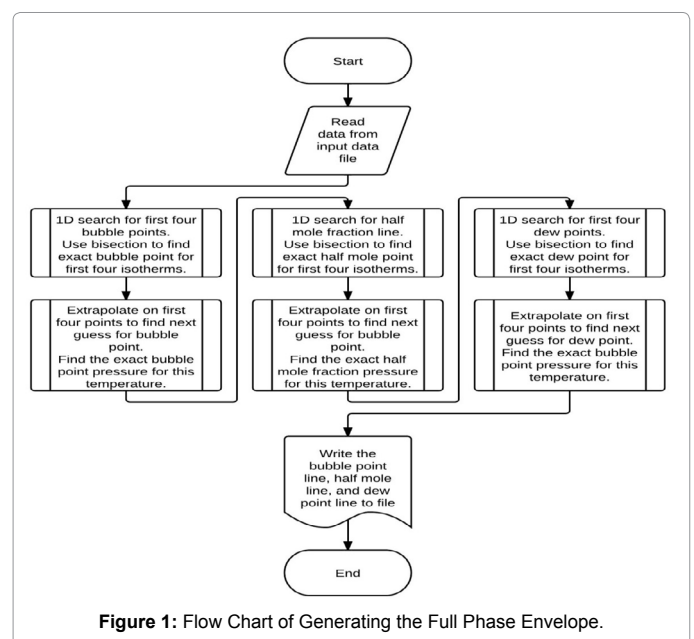 Start
Read
data from
input data
file
1D search for first four
bubble points.
Use bisection to find
exact bubble point for
first four isotherms.
Extrapolate on first
four points to find next
guess for bubble
point.
Find the exact bubble
point pressure for this
temperature.
1D search for half
mole fraction line.
Use bisection to find
exact half mole point
for first four isotherms.
Extrapolate on first
four points to find next
guess for bubble
point.
Find the exact half
mole fraction pressure
for this temperature.
1D search for first four
dew points.
Use bisection to find
exact dew point for
first four isotherms.
Extrapolate on first
four points to find next
guess for dew point.
Find the exact bubble
point pressure for this
temperature.
Write the
bubble point
line, half mole
line, and dew
point line to file
End
Figure 1: Flow Chart of Generating the Full Phase Envelope.